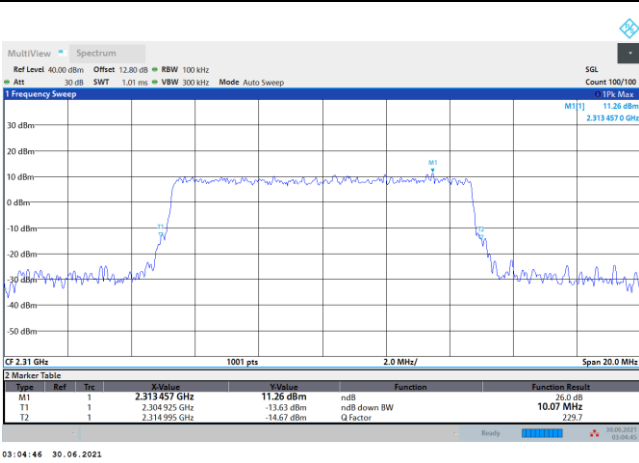 MultiView Spectrum
Ref Level 40.00 dBm Offset 12.80 dB RBW 100 kHz SGL
Att 30 dB SWT 1.01 ms VBW 300 kHz Mode Auto Sweep Count 100/100
1 Frequency Sweep 1Pk Max
M1[1] 11.26 dBm
2.313 457 0 GHz
30 dBm
20 dBm
M1
10 dBm
0 dBm
-10 dBm
T1 T2
-20 dBm
-30 dBm
-40 dBm
-50 dBm
CF 2.31 GHz 1001 pts 2.0 MHz/ Span 20.0 MHz
2 Marker Table
Type Ref Trc X-Value Y-Value Function Function Result
M1 1 2.313457 GHz 11.26 dBm ndB 26.0 dB
T1 1 2.304 925 GHz -13.63 dBm ndB down BW 10.07 MHz
T2 1 2.314 995 GHz -14.67 dBm Q Factor 229.7
Ready 30.06.2021
03:04:45
03:04:46 30.06.2021